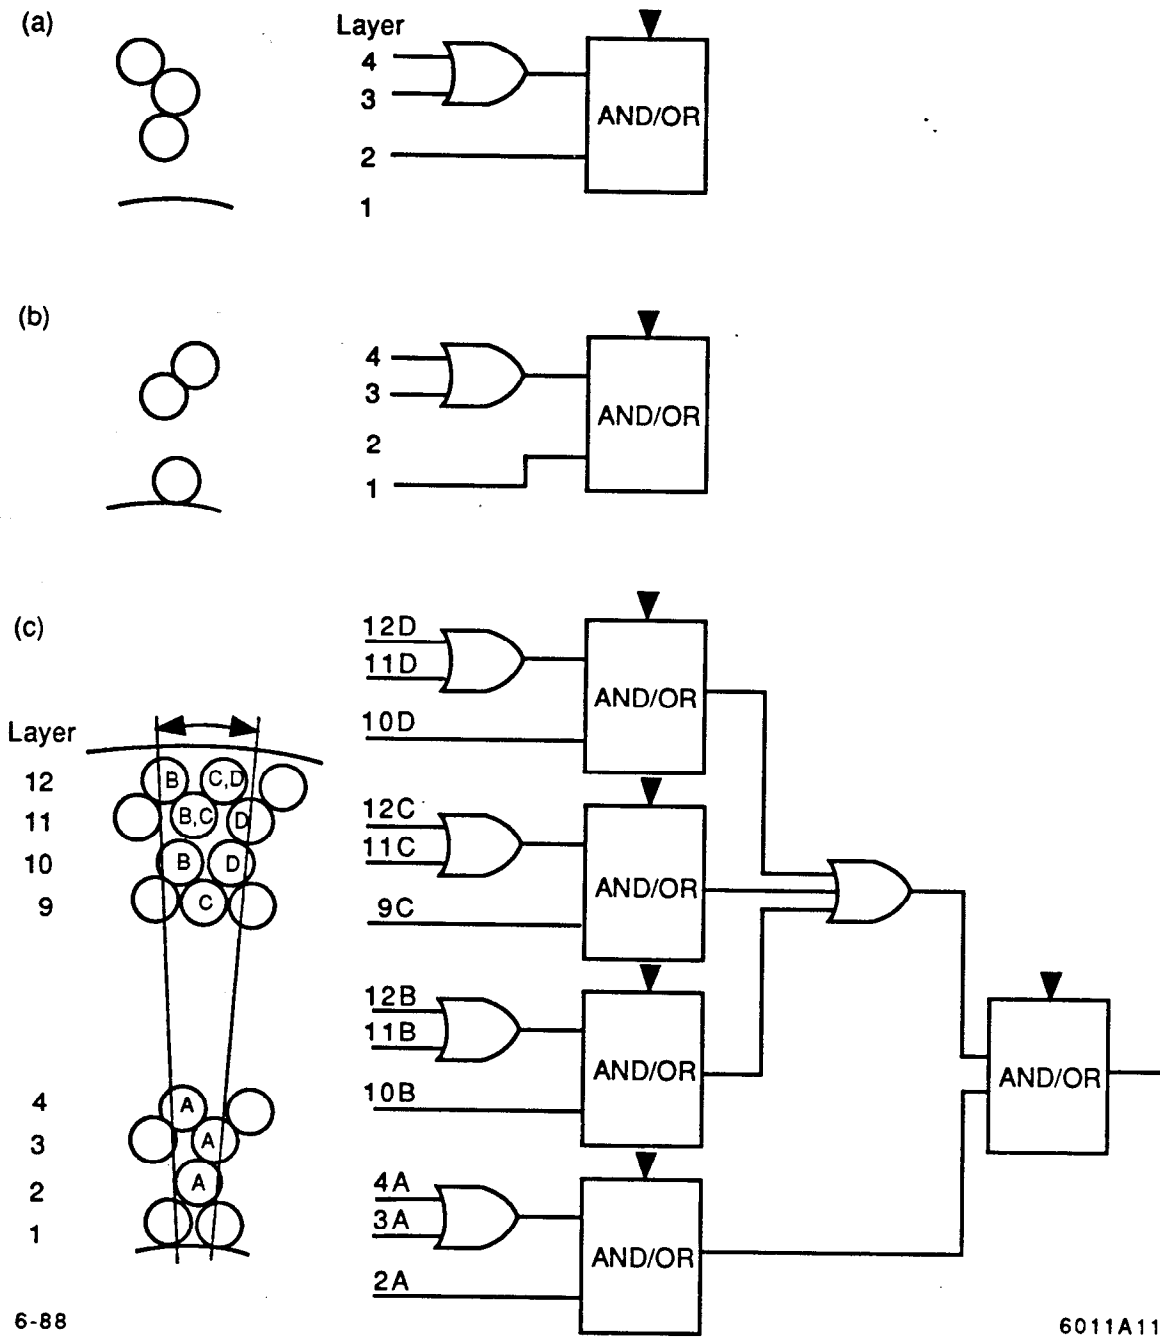 (a)
Layer
4
3
2
1
AND/OR
(b)
4
3
2
1
AND/OR
(c)
Layer
12
11
10
9
4
3
2
1
B
C,D
B,C
D
B
D
C
A
A
A
12D
11D
10D
AND/OR
12C
11C
9C
AND/OR
12B
11B
10B
AND/OR
4A
3A
2A
AND/OR
AND/OR
6-88
6011A11